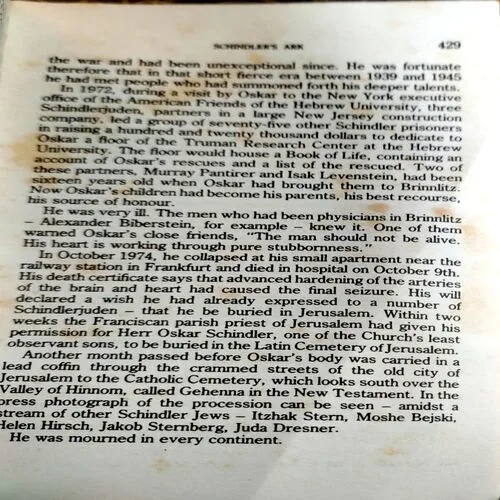 SCHINDLER'S ARK 429
the war and had been unexceptional since. He was fortunate
therefore that in that short fierce era between 1939 and 1945
he had met people who had summoned forth his deeper talents.
In 1972, during a visit by Oskar to the New York executive
office of the American Friends of the Hebrew University, three
Schindlerjuden, partners in a large New Jersey construction
company, led a group of seventy-five other Schindler prisoners
in raising a hundred and twenty thousand dollars to dedicate to
Oskar a floor of the Truman Research Center at the Hebrew
University. The floor would house a Book of Life, containing an
account of Oskar's rescues and a list of the rescued. Two of
these partners, Murray Pantirer and Isak Levenstein, had been
sixteen years old when Oskar had brought them to Brinnlitz.
Now Oskar's children had become his parents, his best recourse,
his source of honour.
He was very ill. The men who had been physicians in Brinnlitz
– Alexander Biberstein, for example – knew it. One of them
warned Oskar's close friends, "The man should not be alive.
His heart is working through pure stubbornness."
In October 1974, he collapsed at his small apartment near the
railway station in Frankfurt and died in hospital on October 9th.
His death certificate says that advanced hardening of the arteries
of the brain and heart had caused the final seizure. His will
declared a wish he had already expressed to a number of
Schindlerjuden – that he be buried in Jerusalem. Within two
weeks the Franciscan parish priest of Jerusalem had given his
permission for Herr Oskar Schindler, one of the Church's least
observant sons, to be buried in the Latin Cemetery of Jerusalem.
Another month passed before Oskar's body was carried in a
lead coffin through the crammed streets of the old city of
Jerusalem to the Catholic Cemetery, which looks south over the
Valley of Hinnom, called Gehenna in the New Testament. In the
press photograph of the procession can be seen – amidst a
stream of other Schindler Jews – Itzhak Stern, Moshe Bejski,
Helen Hirsch, Jakob Sternberg, Juda Dresner.
He was mourned in every continent.